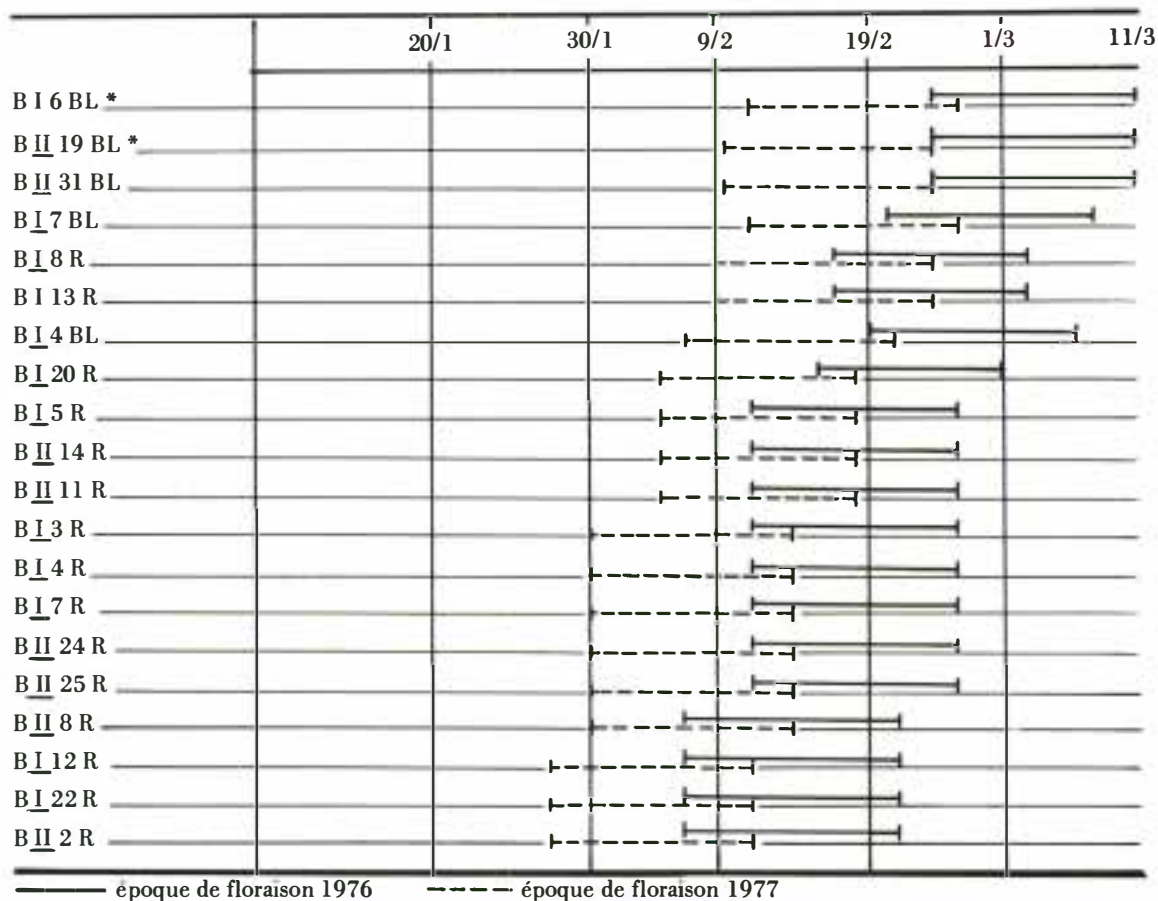 20/1 30/1 9/2 19/2 1/3 11/3
B I 6 BL *
B II 19 BL *
B II 31 BL
B I 7 BL
B I 8 R
B I 13 R
B I 4 BL
B I 20 R
B I 5 R
B II 14 R
B II 11 R
B I 3 R
B I 4 R
B I 7 R
B II 24 R
B II 25 R
B II 8 R
B I 12 R
B I 22 R
B II 2 R
époque de floraison 1976 époque de floraison 1977